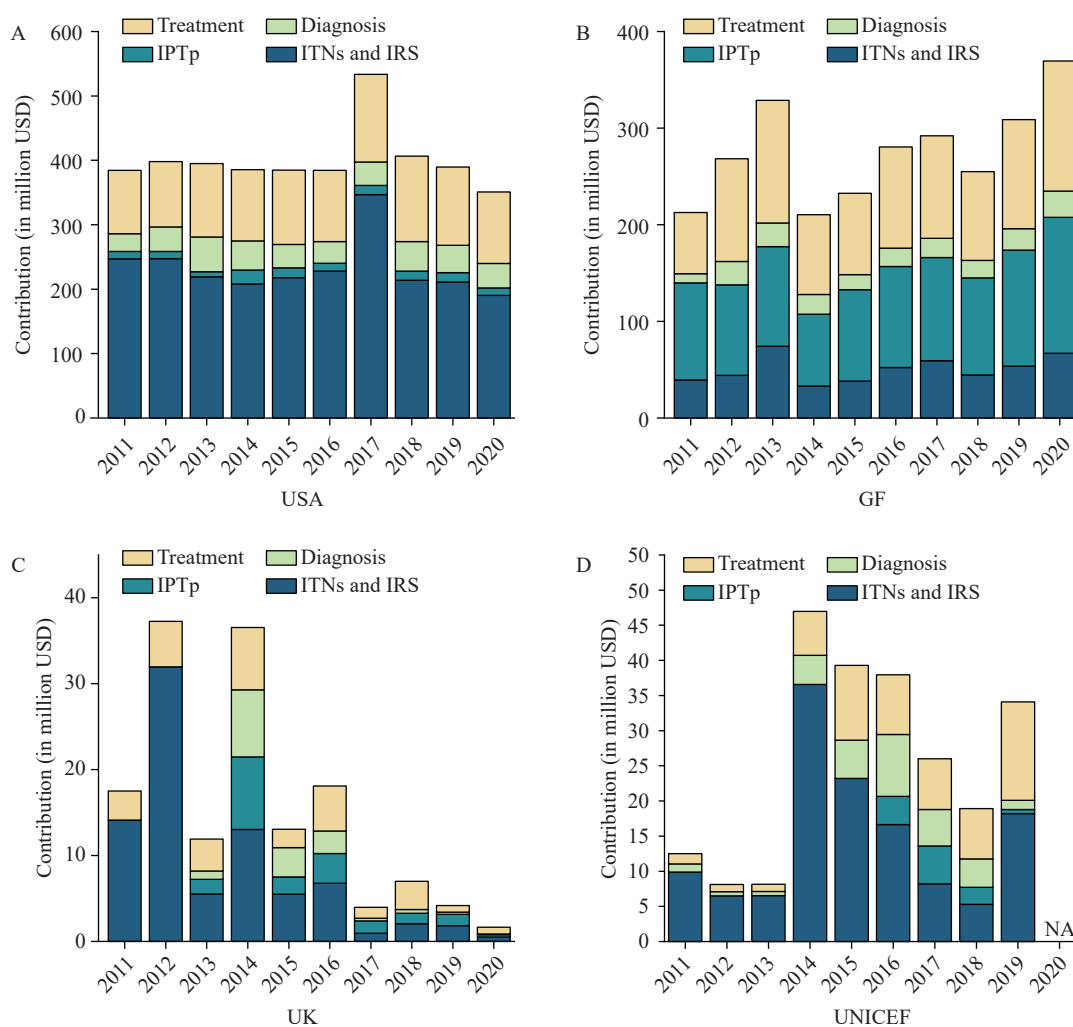 A
Treatment
Diagnosis
IPTp
ITNs and IRS
Contribution (in million USD)
600
500
400
300
200
100
0
2011
2012
2013
2014
2015
2016
2017
2018
2019
2020
USA
B
Treatment
Diagnosis
IPTp
ITNs and IRS
Contribution (in million USD)
400
300
200
100
0
2011
2012
2013
2014
2015
2016
2017
2018
2019
2020
GF
C
Treatment
Diagnosis
IPTp
ITNs and IRS
Contribution (in million USD)
40
30
20
10
0
2011
2012
2013
2014
2015
2016
2017
2018
2019
2020
UK
D
Treatment
Diagnosis
IPTp
ITNs and IRS
Contribution (in million USD)
50
45
40
35
30
25
20
15
10
5
0
NA
2011
2012
2013
2014
2015
2016
2017
2018
2019
2020
UNICEF